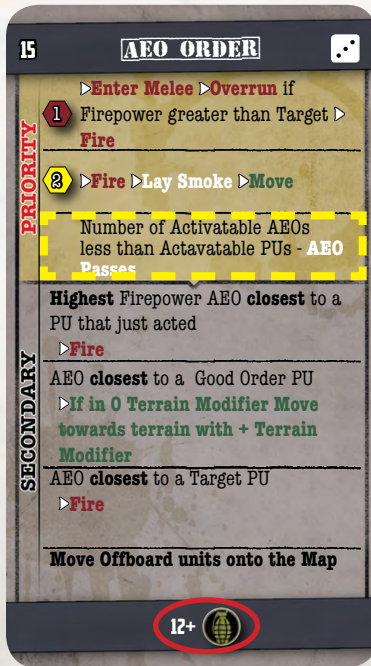 15 AEO ORDER
▷Enter Melee ▷Overrun if
1 Firepower greater than Target ▷
Fire
PRIORITY
2 ▷Fire ▷Lay Smoke ▷Move
Number of Activatable AEOs
less than Actavatable PUs - AEO
Passes
Highest Firepower AEO closest to a
PU that just acted
▷Fire
SECONDARY
AEO closest to a Good Order PU
▷If in 0 Terrain Modifier Move
towards terrain with + Terrain
Modifier
AEO closest to a Target PU
▷Fire
Move Offboard units onto the Map
12+